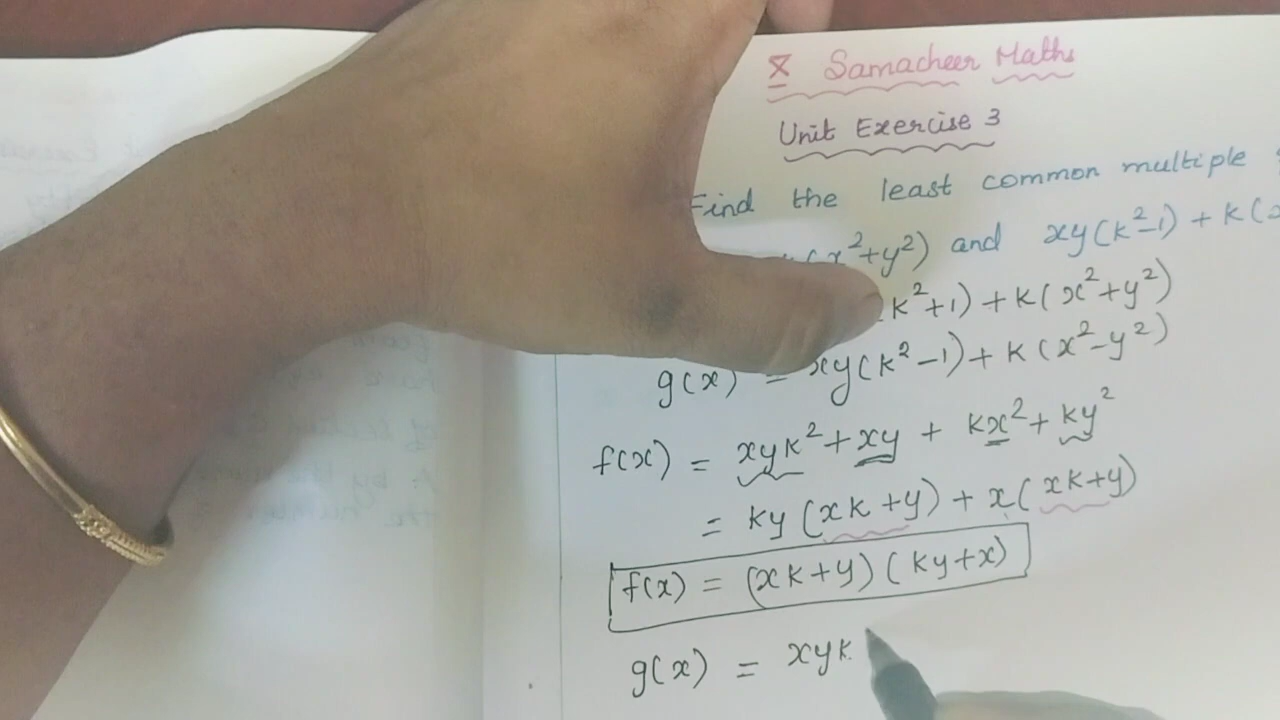 X Samacheer Maths
Unit Exercise 3
Find the least common multiple
(x²+y²) and xy(k²-1) + k(
k²+1) + k(x²+y²)
g(x) = xy(k²-1) + k(x²-y²)
f(x) = xyk² + xy + kx² + ky²
= ky(xk+y) + x(xk+y)
f(x) = (xk+y)(ky+x)
g(x) = xyk